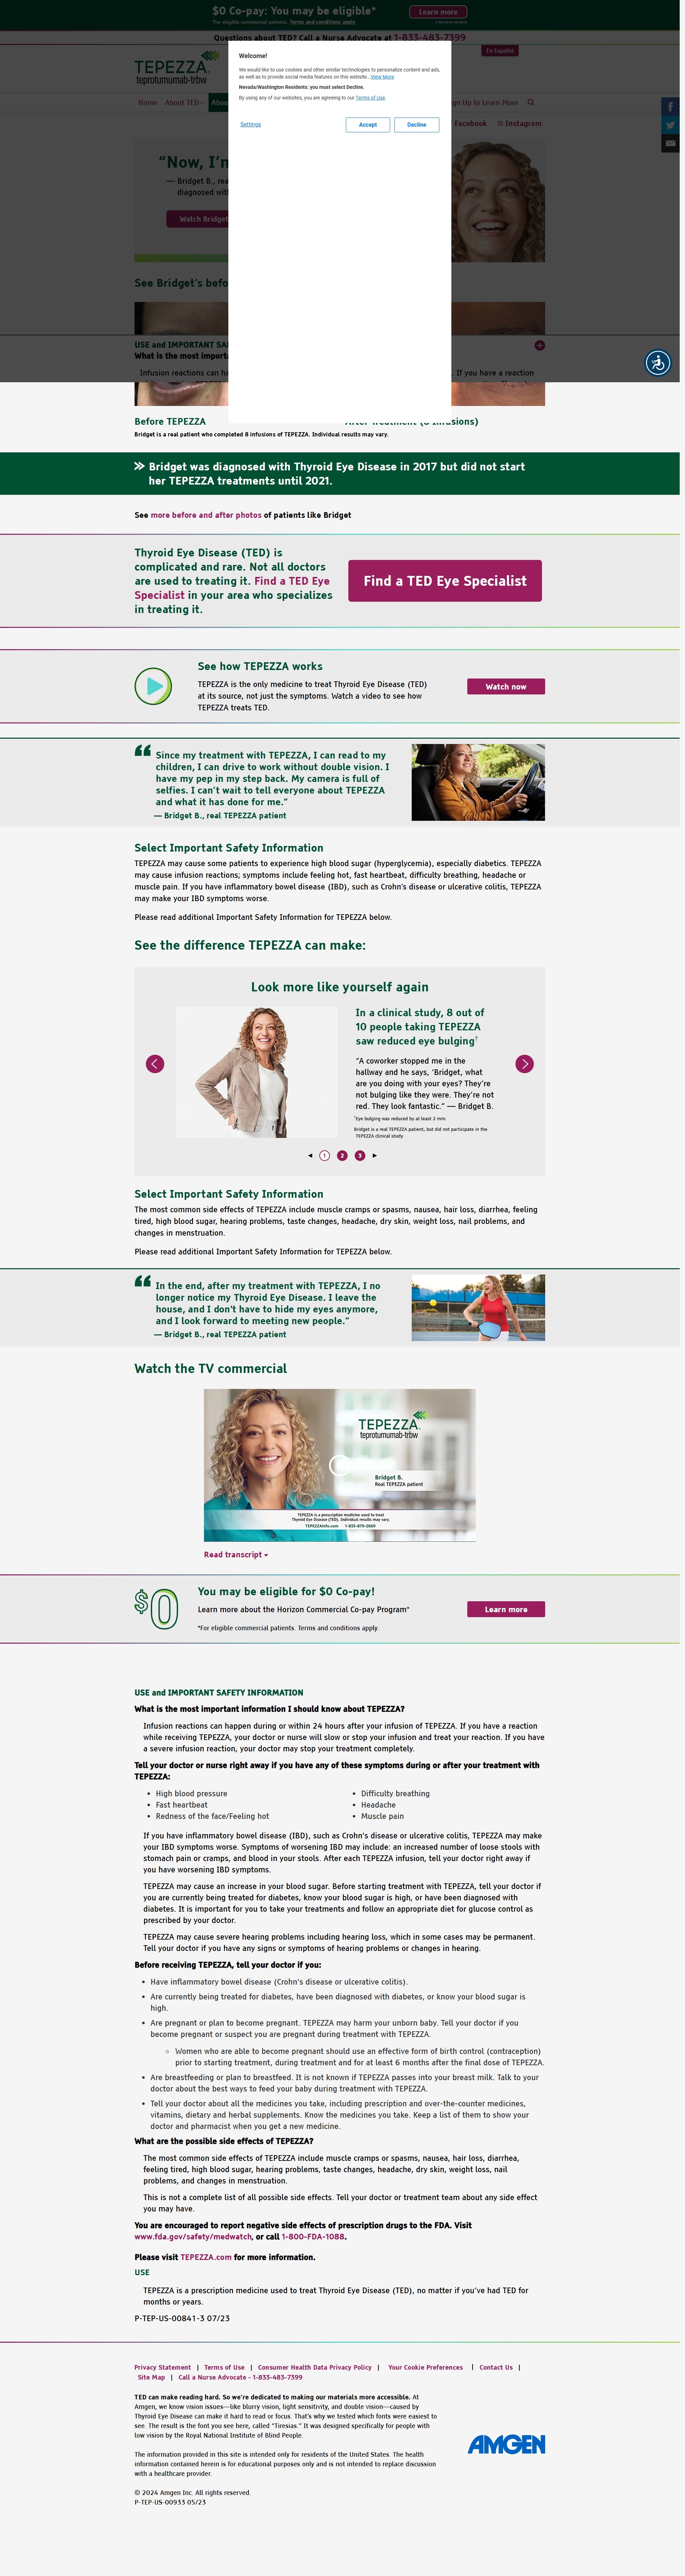 $0 Co-pay: You may be eligible*
*For eligible commercial patients. Terms and conditions apply.
Learn more
Questions about TED? Call a Nurse Advocate at 1-833-483-7399
TEPEZZA
teprotumumab-trbw
En Español
Home
About TED
Sign Up to Learn More
Facebook
Instagram
Welcome!
We would like to use cookies and other similar technologies to personalize content and ads,
as well as to provide social media features on this website...View More
Nevada/Washington Residents: you must select Decline.
By using any of our websites, you are agreeing to our Terms of Use
Settings
Accept
Decline
“Now, I’m
— Bridget B., rea
diagnosed with
Watch Bridget
See Bridget’s befo
USE and IMPORTANT SAF
What is the most importa
Infusion reactions can ha
. If you have a reaction
Before TEPEZZA
After Treatment (8 Infusions)
Bridget is a real patient who completed 8 infusions of TEPEZZA. Individual results may vary.
Bridget was diagnosed with Thyroid Eye Disease in 2017 but did not start
her TEPEZZA treatments until 2021.
See more before and after photos of patients like Bridget
Thyroid Eye Disease (TED) is
complicated and rare. Not all doctors
are used to treating it. Find a TED Eye
Specialist in your area who specializes
in treating it.
Find a TED Eye Specialist
See how TEPEZZA works
TEPEZZA is the only medicine to treat Thyroid Eye Disease (TED)
at its source, not just the symptoms. Watch a video to see how
TEPEZZA treats TED.
Watch now
Since my treatment with TEPEZZA, I can read to my
children, I can drive to work without double vision. I
have my pep in my step back. My camera is full of
selfies. I can’t wait to tell everyone about TEPEZZA
and what it has done for me.”
— Bridget B., real TEPEZZA patient
Select Important Safety Information
TEPEZZA may cause some patients to experience high blood sugar (hyperglycemia), especially diabetics. TEPEZZA
may cause infusion reactions; symptoms include feeling hot, fast heartbeat, difficulty breathing, headache or
muscle pain. If you have inflammatory bowel disease (IBD), such as Crohn’s disease or ulcerative colitis, TEPEZZA
may make your IBD symptoms worse.
Please read additional Important Safety Information for TEPEZZA below.
See the difference TEPEZZA can make:
Look more like yourself again
In a clinical study, 8 out of
10 people taking TEPEZZA
saw reduced eye bulging†
“A coworker stopped me in the
hallway and he says, ‘Bridget, what
are you doing with your eyes? They’re
not bulging like they were. They’re not
red. They look fantastic.” — Bridget B.
†Eye bulging was reduced by at least 2 mm.
Bridget is a real TEPEZZA patient, but did not participate in the
TEPEZZA clinical study.
1
2
3
Select Important Safety Information
The most common side effects of TEPEZZA include muscle cramps or spasms, nausea, hair loss, diarrhea, feeling
tired, high blood sugar, hearing problems, taste changes, headache, dry skin, weight loss, nail problems, and
changes in menstruation.
Please read additional Important Safety Information for TEPEZZA below.
In the end, after my treatment with TEPEZZA, I no
longer notice my Thyroid Eye Disease. I leave the
house, and I don't have to hide my eyes anymore,
and I look forward to meeting new people.”
— Bridget B., real TEPEZZA patient
Watch the TV commercial
TEPEZZA
teprotumumab-trbw
Bridget B.
Real TEPEZZA patient
TEPEZZA is a prescription medicine used to treat
Thyroid Eye Disease (TED). Individual results may vary.
TEPEZZAinfo.com 1-833-879-2669
Read transcript
$0
You may be eligible for $0 Co-pay!
Learn more about the Horizon Commercial Co-pay Program*
*For eligible commercial patients. Terms and conditions apply.
Learn more
USE and IMPORTANT SAFETY INFORMATION
What is the most important information I should know about TEPEZZA?
Infusion reactions can happen during or within 24 hours after your infusion of TEPEZZA. If you have a reaction
while receiving TEPEZZA, your doctor or nurse will slow or stop your infusion and treat your reaction. If you have
a severe infusion reaction, your doctor may stop your treatment completely.
Tell your doctor or nurse right away if you have any of these symptoms during or after your treatment with
TEPEZZA:
• High blood pressure
• Fast heartbeat
• Redness of the face/Feeling hot
• Difficulty breathing
• Headache
• Muscle pain
If you have inflammatory bowel disease (IBD), such as Crohn's disease or ulcerative colitis, TEPEZZA may make
your IBD symptoms worse. Symptoms of worsening IBD may include: an increased number of loose stools with
stomach pain or cramps, and blood in your stools. After each TEPEZZA infusion, tell your doctor right away if
you have worsening IBD symptoms.
TEPEZZA may cause an increase in your blood sugar. Before starting treatment with TEPEZZA, tell your doctor if
you are currently being treated for diabetes, know your blood sugar is high, or have been diagnosed with
diabetes. It is important for you to take your treatments and follow an appropriate diet for glucose control as
prescribed by your doctor.
TEPEZZA may cause severe hearing problems including hearing loss, which in some cases may be permanent.
Tell your doctor if you have any signs or symptoms of hearing problems or changes in hearing.
Before receiving TEPEZZA, tell your doctor if you:
• Have inflammatory bowel disease (Crohn's disease or ulcerative colitis).
• Are currently being treated for diabetes, have been diagnosed with diabetes, or know your blood sugar is
high.
• Are pregnant or plan to become pregnant. TEPEZZA may harm your unborn baby. Tell your doctor if you
become pregnant or suspect you are pregnant during treatment with TEPEZZA.
○ Women who are able to become pregnant should use an effective form of birth control (contraception)
prior to starting treatment, during treatment and for at least 6 months after the final dose of TEPEZZA.
• Are breastfeeding or plan to breastfeed. It is not known if TEPEZZA passes into your breast milk. Talk to your
doctor about the best ways to feed your baby during treatment with TEPEZZA.
• Tell your doctor about all the medicines you take, including prescription and over-the-counter medicines,
vitamins, dietary and herbal supplements. Know the medicines you take. Keep a list of them to show your
doctor and pharmacist when you get a new medicine.
What are the possible side effects of TEPEZZA?
The most common side effects of TEPEZZA include muscle cramps or spasms, nausea, hair loss, diarrhea,
feeling tired, high blood sugar, hearing problems, taste changes, headache, dry skin, weight loss, nail
problems, and changes in menstruation.
This is not a complete list of all possible side effects. Tell your doctor or treatment team about any side effect
you may have.
You are encouraged to report negative side effects of prescription drugs to the FDA. Visit
www.fda.gov/safety/medwatch, or call 1-800-FDA-1088.
Please visit TEPEZZA.com for more information.
USE
TEPEZZA is a prescription medicine used to treat Thyroid Eye Disease (TED), no matter if you’ve had TED for
months or years.
P-TEP-US-00841-3 07/23
Privacy Statement | Terms of Use | Consumer Health Data Privacy Policy | Your Cookie Preferences | Contact Us |
Site Map | Call a Nurse Advocate - 1-833-483-7399
TED can make reading hard. So we’re dedicated to making our materials more accessible. At
Amgen, we know vision issues—like blurry vision, light sensitivity, and double vision—caused by
Thyroid Eye Disease can make it hard to read or focus. That’s why we tested which fonts were easiest to
see. The result is the font you see here, called “Tiresias.” It was designed specifically for people with
low vision by the Royal National Institute of Blind People.
AMGEN
The information provided in this site is intended only for residents of the United States. The health
information contained herein is for educational purposes only and is not intended to replace discussion
with a healthcare provider.
© 2024 Amgen Inc. All rights reserved.
P-TEP-US-00933 05/23